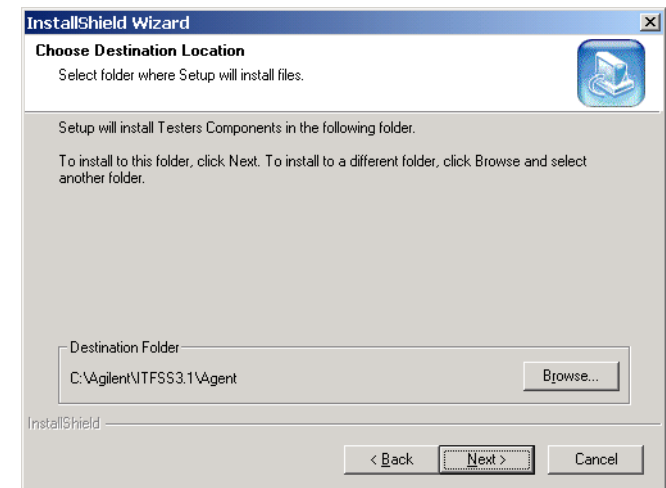 InstallShield Wizard
Choose Destination Location
Select folder where Setup will install files.
Setup will install Testers Components in the following folder.
To install to this folder, click Next. To install to a different folder, click Browse and select
another folder.
Destination Folder
C:\Agilent\ITFSS3.1\Agent
Browse...
InstallShield
< Back
Next >
Cancel